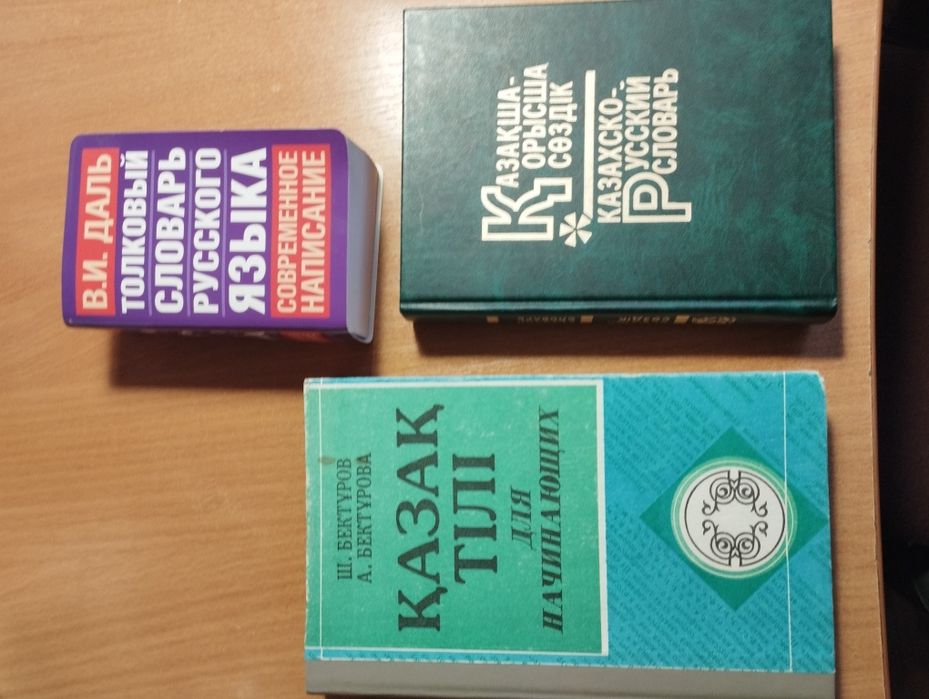 В.И. ДАЛЬ
ТОЛКОВЫЙ
СЛОВАРЬ
РУССКОГО
ЯЗЫКА
СОВРЕМЕННОЕ
НАПИСАНИЕ
ҚАЗАҚША-
ОРЫСША
СӨЗДІК
КАЗАХСКО-
РУССКИЙ
СЛОВАРЬ
Ш. БЕКТУРОВ
А. БЕКТУРОВА
ҚАЗАҚ
ТІЛІ
ДЛЯ
НАЧИНАЮЩИХ